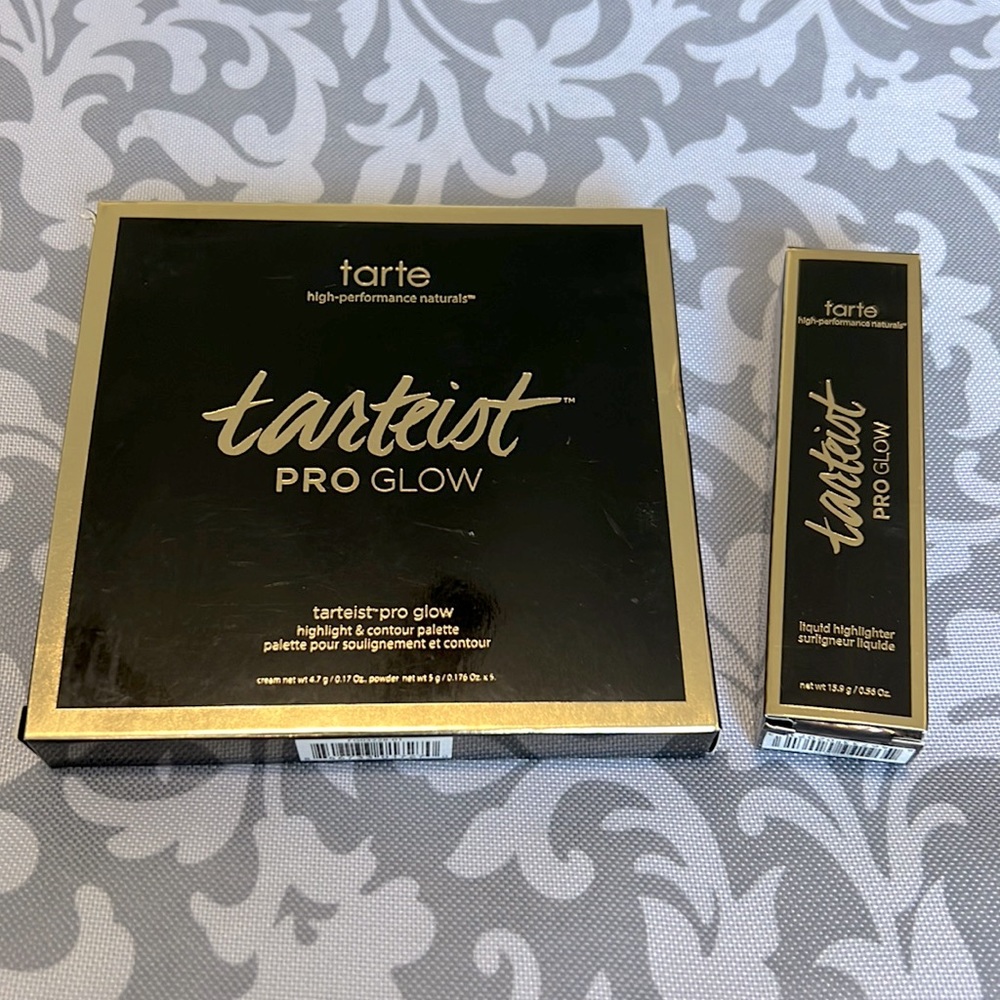 tarte
high-performance naturals™
tarteist™
PRO GLOW
tarteist™ pro glow
highlight & contour palette
palette pour soulignement et contour
cream net wt 4.7 g / 0.17 Oz. powder net wt 5 g / 0.176 Oz. x 5.
tarte
high-performance naturals™
tarteist
PRO GLOW
liquid highlighter
surligneur liquide
net wt 15.9 g / 0.56 Oz.